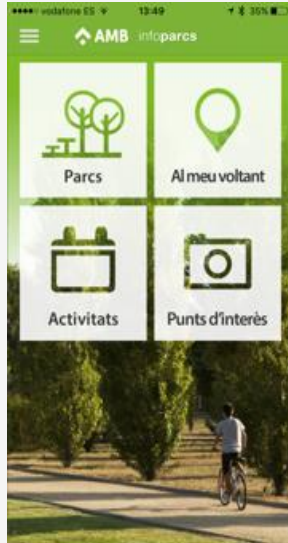 vodafone ES 13:49 35%
AMB infoparcs
Parcs
Al meu voltant
Activitats
Punts d'interès